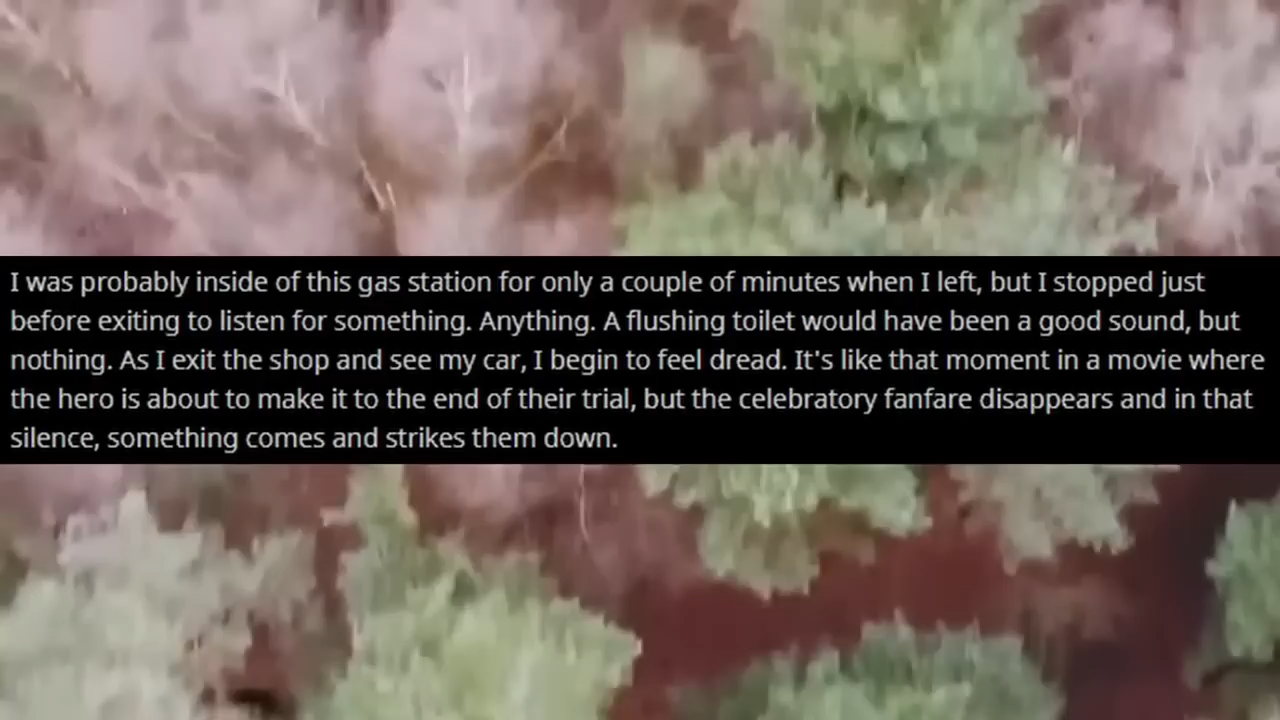 I was probably inside of this gas station for only a couple of minutes when I left, but I stopped just
before exiting to listen for something. Anything. A flushing toilet would have been a good sound, but
nothing. As I exit the shop and see my car, I begin to feel dread. It's like that moment in a movie where
the hero is about to make it to the end of their trial, but the celebratory fanfare disappears and in that
silence, something comes and strikes them down.